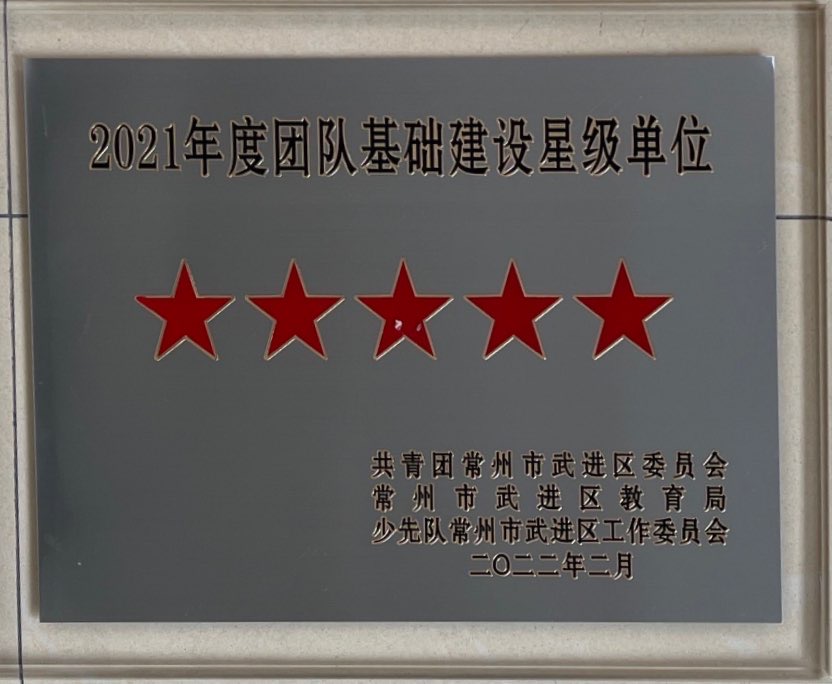 2021年度团队基础建设星级单位
共青团常州市武进区委员会
常州市武进区教育局
少先队常州市武进区工作委员会
二〇二二年二月